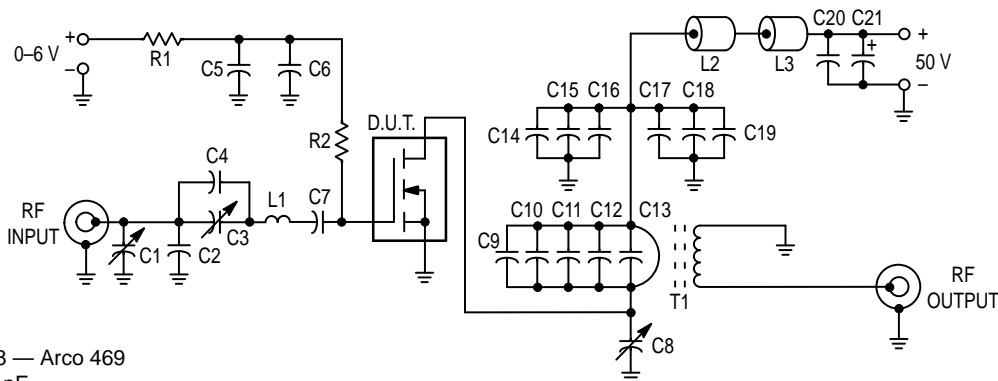 +
0–6 V
–
R1
C5
C6
R2
D.U.T.
C4
L1
C7
RF
INPUT
C1
C2
C3
L2
L3
C20 C21
+
+
50 V
–
C15 C16
C17 C18
C14
C19
C10 C11 C12 C13
C9
T1
RF
OUTPUT
C8
— Arco 469